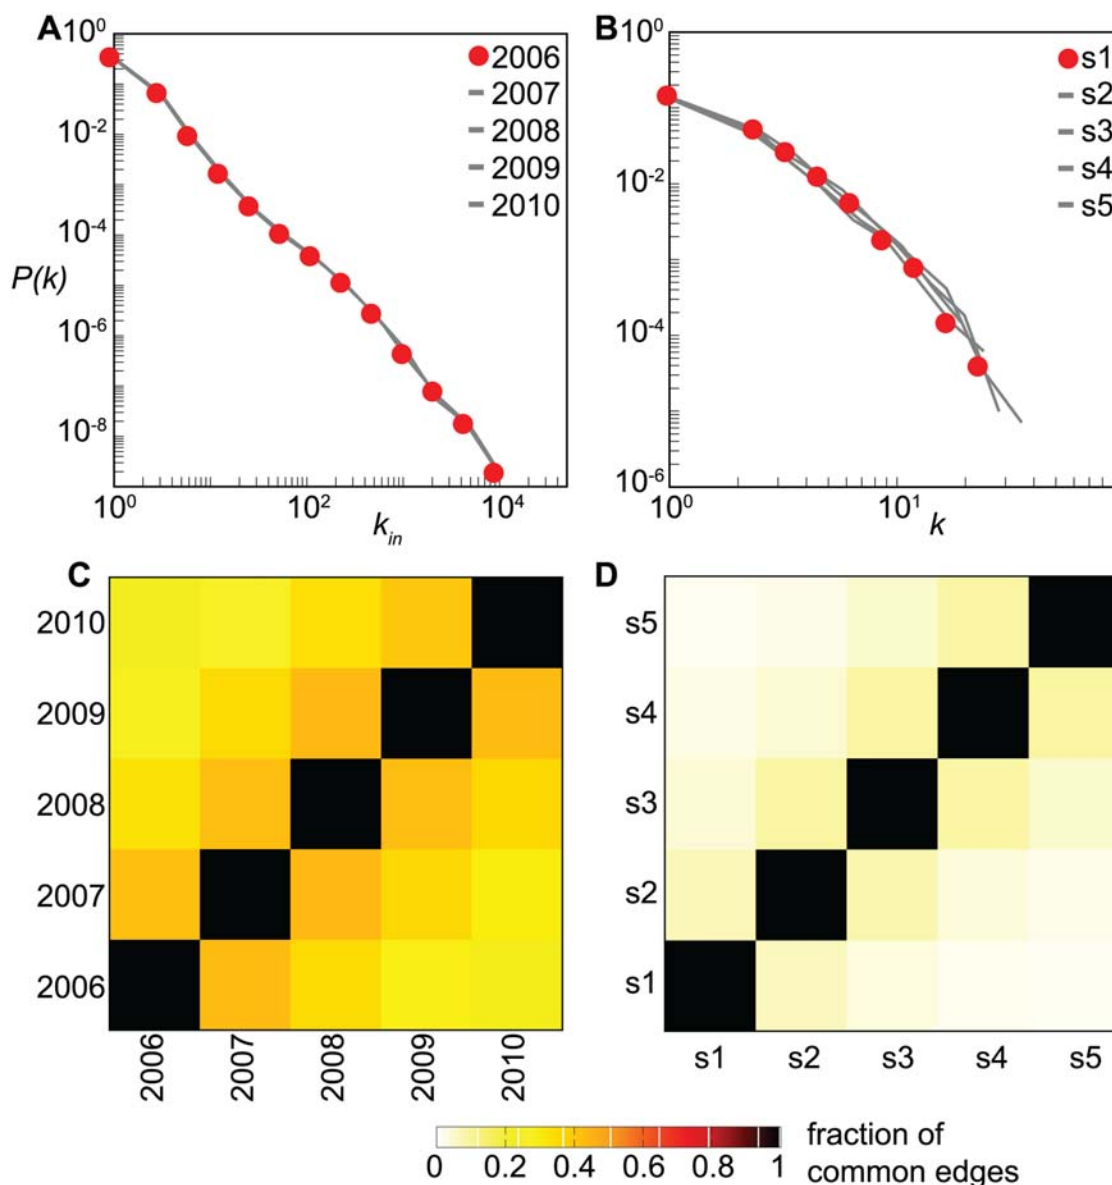 A
10^0
10^-2
10^-4
10^-6
10^-8
P(k)
2006
2007
2008
2009
2010
10^0
10^2
10^4
k_in
B
10^0
10^-2
10^-4
10^-6
s1
s2
s3
s4
s5
10^0
10^1
k
C
2010
2009
2008
2007
2006
2006
2007
2008
2009
2010
D
s5
s4
s3
s2
s1
s1
s2
s3
s4
s5
0
0.2
0.4
0.6
0.8
1
fraction of
common edges